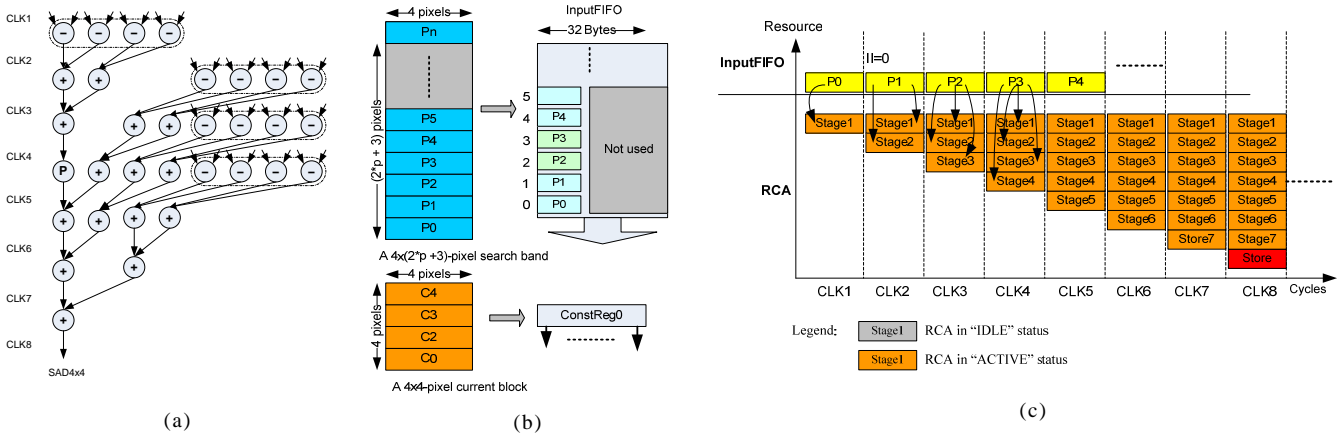 CLK1
CLK2
CLK3
CLK4
CLK5
CLK6
CLK7
CLK8
− − − −
+ + − − − −
+ + + − − − −
P + + + − − − −
+ + + +
+ +
+
SAD4x4
(a)
4 pixels
Pn
(2*p + 3) pixels
P5
P4
P3
P2
P1
P0
A 4x(2*p +3)-pixel search band
InputFIFO
32 Bytes
5
4 P4
3 P3
2 P2
1 P1
0 P0
Not used
4 pixels
4 pixels
C4
C3
C2
C0
A 4x4-pixel current block
ConstReg0
(b)
Resource
InputFIFO
II=0
P0 P1 P2 P3 P4
RCA
Stage1 Stage1 Stage1 Stage1 Stage1 Stage1 Stage1 Stage1
Stage2 Stage2 Stage2 Stage2 Stage2 Stage2 Stage2
Stage3 Stage3 Stage3 Stage3 Stage3 Stage3
Stage4 Stage4 Stage4 Stage4 Stage4
Stage5 Stage5 Stage5 Stage5
Stage6 Stage6 Stage6
Store7 Stage7
Store
CLK1 CLK2 CLK3 CLK4 CLK5 CLK6 CLK7 CLK8 Cycles
Legend:
Stage1 RCA in “IDLE” status
Stage1 RCA in “ACTIVE” status
(c)